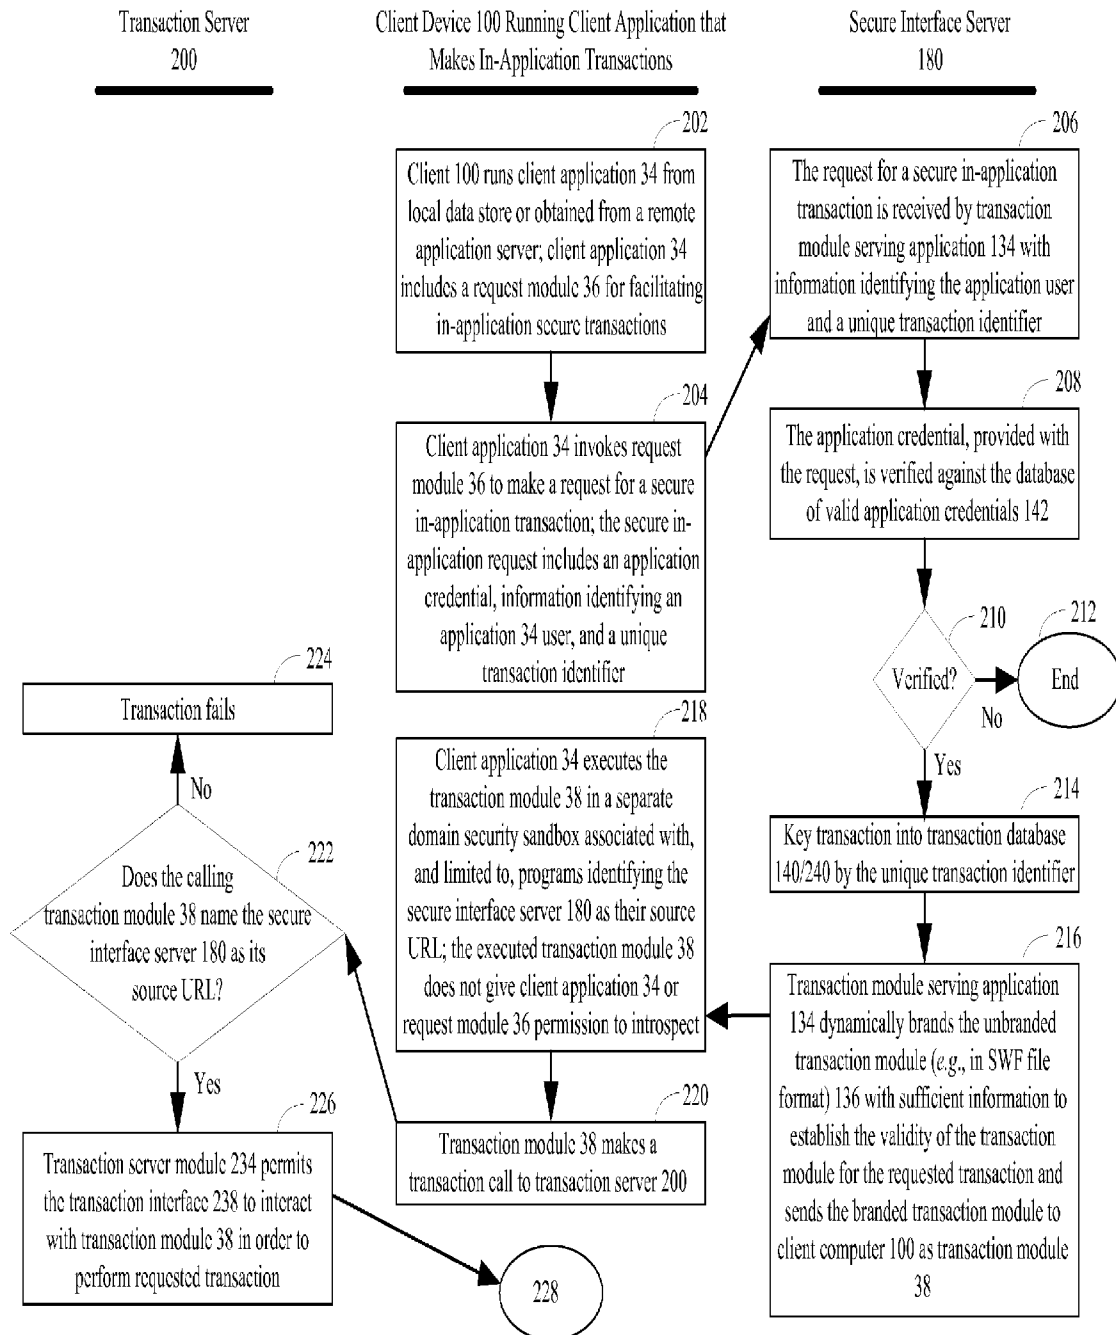 Transaction Server
200
Client Device 100 Running Client Application that
Makes In-Application Transactions
Secure Interface Server
180
202
Client 100 runs client application 34 from
local data store or obtained from a remote
application server; client application 34
includes a request module 36 for facilitating
in-application secure transactions
204
Client application 34 invokes request
module 36 to make a request for a secure
in-application transaction; the secure in-
application request includes an application
credential, information identifying an
application 34 user, and a unique
transaction identifier
206
The request for a secure in-application
transaction is received by transaction
module serving application 134 with
information identifying the application user
and a unique transaction identifier
208
The application credential, provided with
the request, is verified against the database
of valid application credentials 142
210
Verified?
212
End
No
Yes
214
Key transaction into transaction database
140/240 by the unique transaction identifier
216
Transaction module serving application
134 dynamically brands the unbranded
transaction module (e.g., in SWF file
format) 136 with sufficient information to
establish the validity of the transaction
module for the requested transaction and
sends the branded transaction module to
client computer 100 as transaction module
38
218
Client application 34 executes the
transaction module 38 in a separate
domain security sandbox associated with,
and limited to, programs identifying the
secure interface server 180 as their source
URL; the executed transaction module 38
does not give client application 34 or
request module 36 permission to introspect
220
Transaction module 38 makes a
transaction call to transaction server 200
222
Does the calling
transaction module 38 name the secure
interface server 180 as its
source URL?
No
224
Transaction fails
Yes
226
Transaction server module 234 permits
the transaction interface 238 to interact
with transaction module 38 in order to
perform requested transaction
228